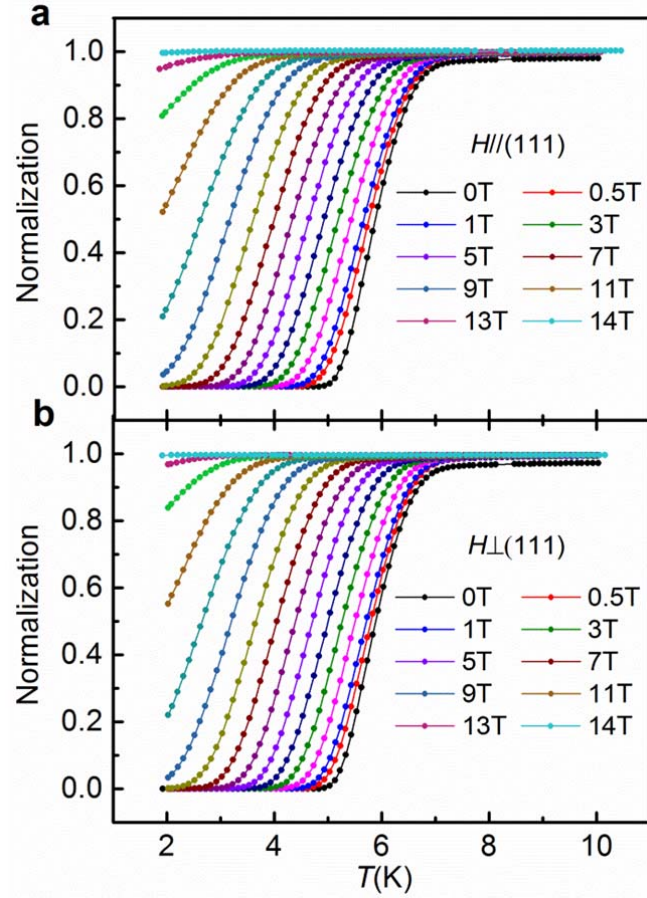 a
1.0
0.8
0.6
0.4
0.2
0.0
Normalization
H//(111)
0T 0.5T
1T 3T
5T 7T
9T 11T
13T 14T
b
1.0
0.8
0.6
0.4
0.2
0.0
Normalization
H⊥(111)
0T 0.5T
1T 3T
5T 7T
9T 11T
13T 14T
2 4 6 8 10
T(K)